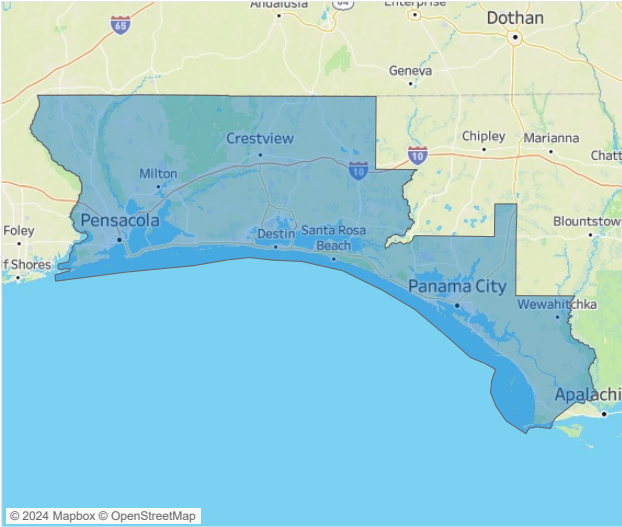 Andalusia
84
Enterprise
65
Dothan
Geneva
Crestview
Chipley
Marianna
10
10
Chatt
Milton
Pensacola
Foley
Destin
Santa Rosa
Beach
Blountstow
f Shores
Panama City
Wewahitchka
Apalachi
© 2024 Mapbox © OpenStreetMap